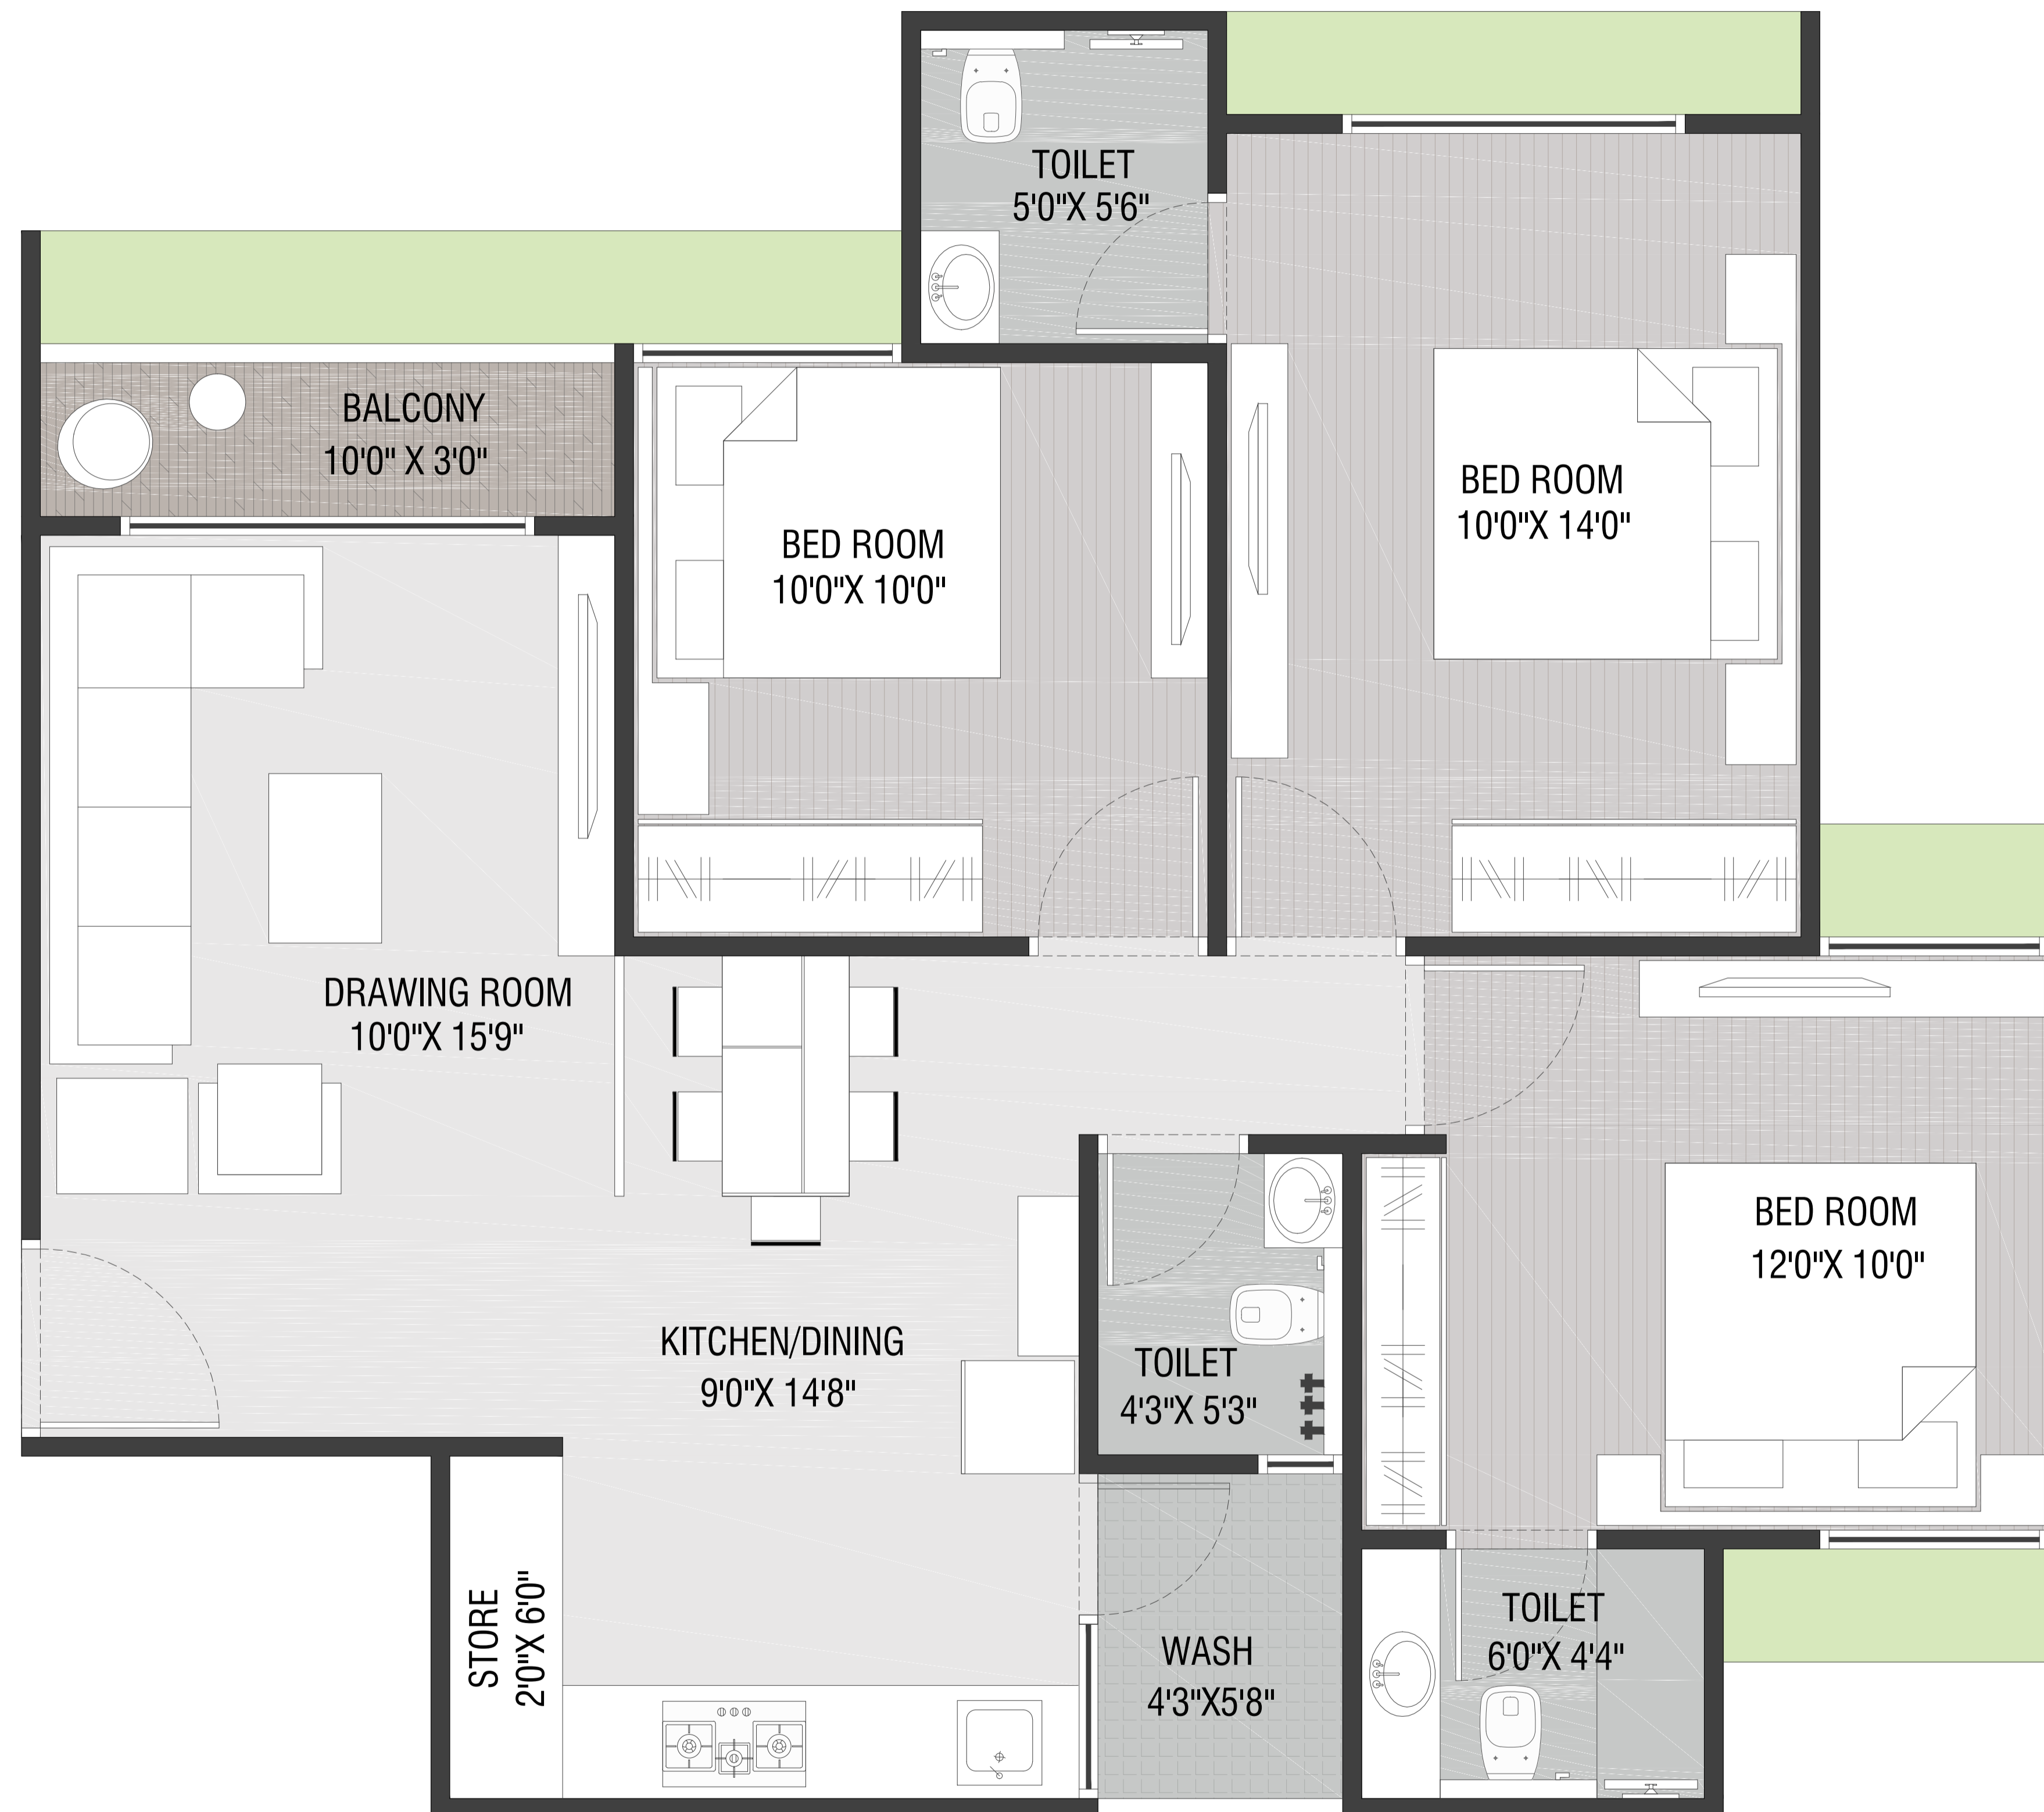 TOILET
5'0"X 5'6"
BALCONY
10'0" X 3'0"
BED ROOM
10'0"X 10'0"
BED ROOM
10'0"X 14'0"
DRAWING ROOM
10'0"X 15'9"
KITCHEN/DINING
9'0"X 14'8"
TOILET
4'3"X 5'3"
BED ROOM
12'0"X 10'0"
STORE
2'0"X 6'0"
WASH
4'3"X5'8"
TOILET
6'0"X 4'4"